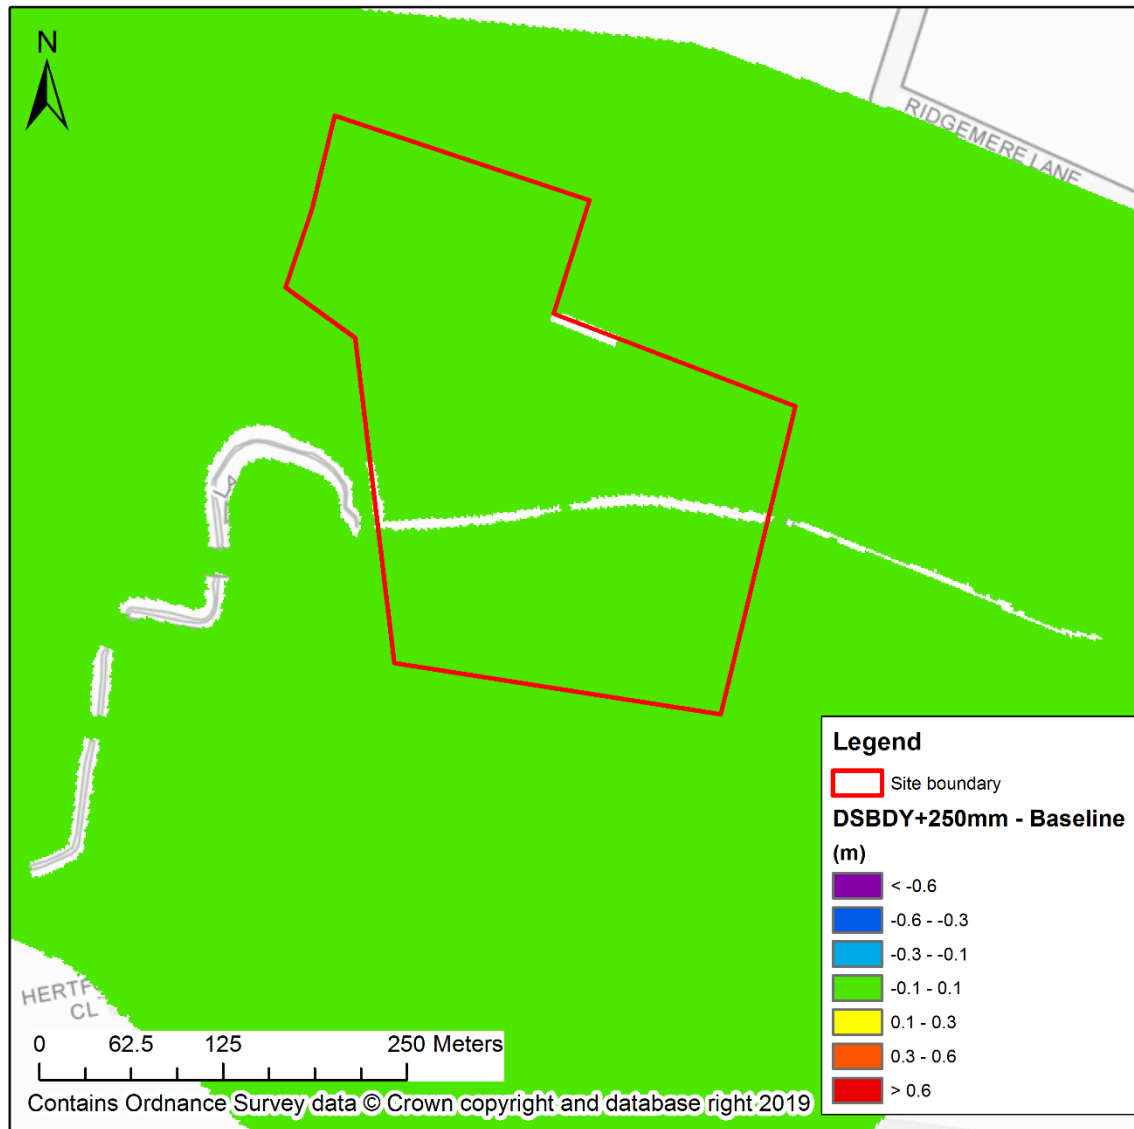 N
RIDGEMERE LANE
LA
HERTF
CL
Legend
Site boundary
DSBDY+250mm - Baseline
(m)
< -0.6
-0.6 - -0.3
-0.3 - -0.1
-0.1 - 0.1
0.1 - 0.3
0.3 - 0.6
> 0.6
0 62.5 125 250 Meters
Contains Ordnance Survey data © Crown copyright and database right 2019